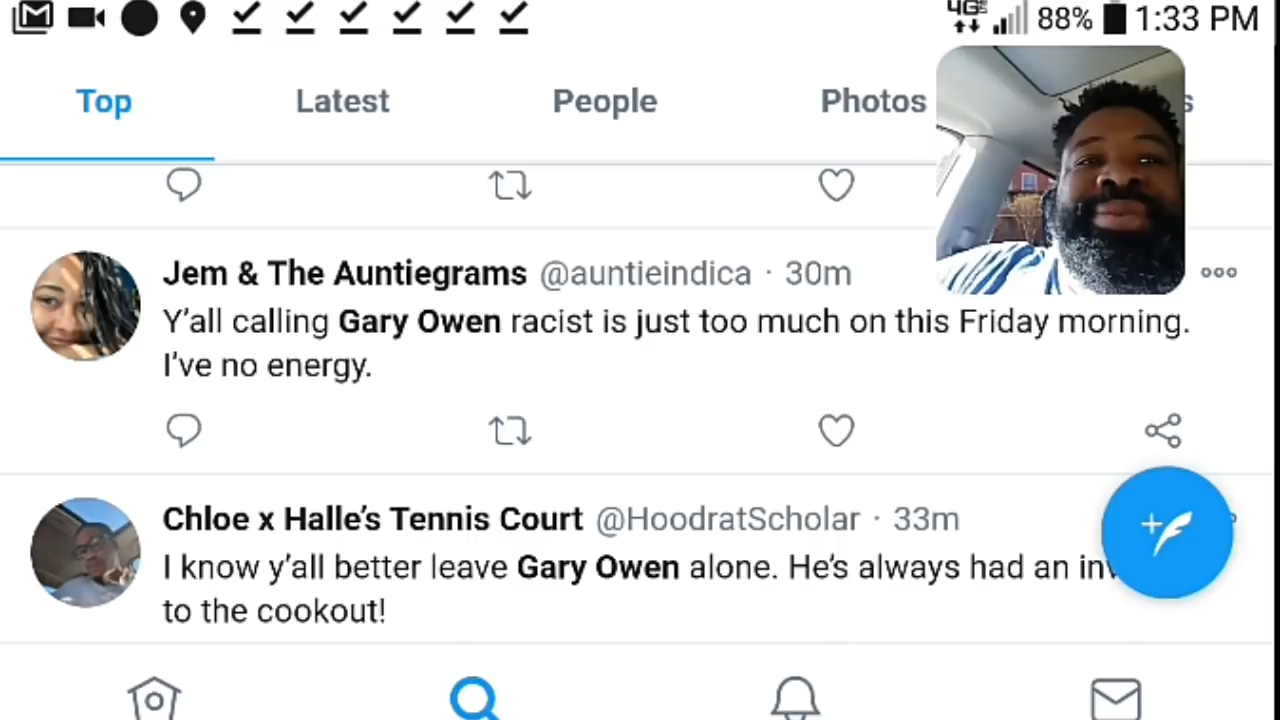 4G 88% 1:33 PM
Top Latest People Photos
Jem & The Auntiegrams @auntieindica · 30m
Y'all calling Gary Owen racist is just too much on this Friday morning.
I've no energy.
Chloe x Halle's Tennis Court @HoodratScholar · 33m
I know y'all better leave Gary Owen alone. He's always had an
to the cookout!